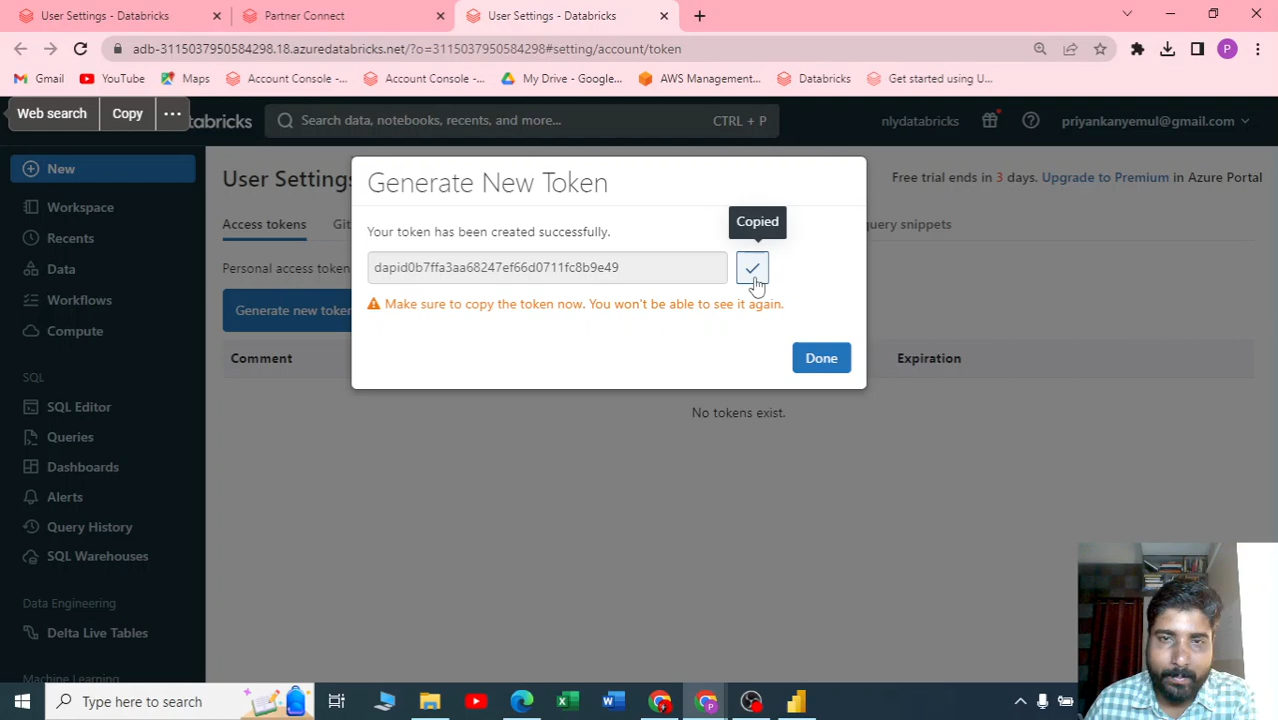 User Settings - Databricks
Partner Connect
User Settings - Databricks
adb-3115037950584298.18.azuredatabricks.net/?o=3115037950584298#setting/account/token
P
Gmail
YouTube
Maps
Account Console -...
Account Console -...
My Drive - Google...
AWS Management...
Databricks
Get started using U...
Web search
Copy
...
tabricks
Search data, notebooks, recents, and more...
CTRL + P
nlydatabricks
priyankanyemul@gmail.com
New
Workspace
Recents
Data
Workflows
Compute
SQL
SQL Editor
Queries
Dashboards
Alerts
Query History
SQL Warehouses
Data Engineering
Delta Live Tables
Machine Learning
User Settings
Free trial ends in 3 days. Upgrade to Premium in Azure Portal
Access tokens
Git
query snippets
Personal access token
Generate new token
Comment
Expiration
No tokens exist.
Generate New Token
Your token has been created successfully.
Copied
dapid0b7ffa3aa68247ef66d0711fc8b9e49
Make sure to copy the token now. You won't be able to see it again.
Done
Type here to search